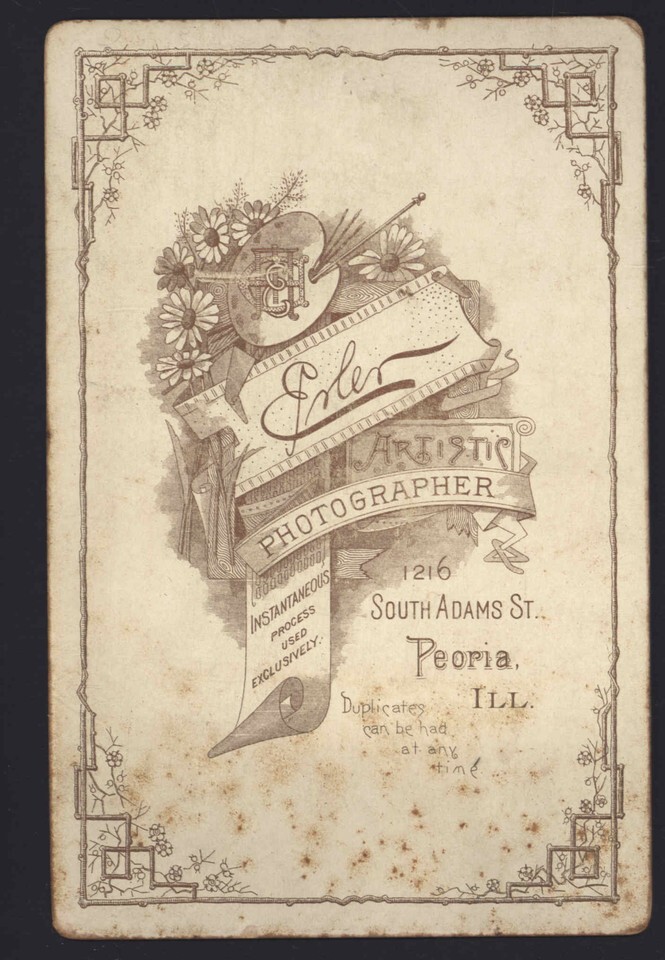 Erler
ARTISTIC
PHOTOGRAPHER
INSTANTANEOUS
PROCESS
USED
EXCLUSIVELY.
1216
SOUTH ADAMS ST.
Peoria,
ILL.
Duplicates
can be had
at any
time